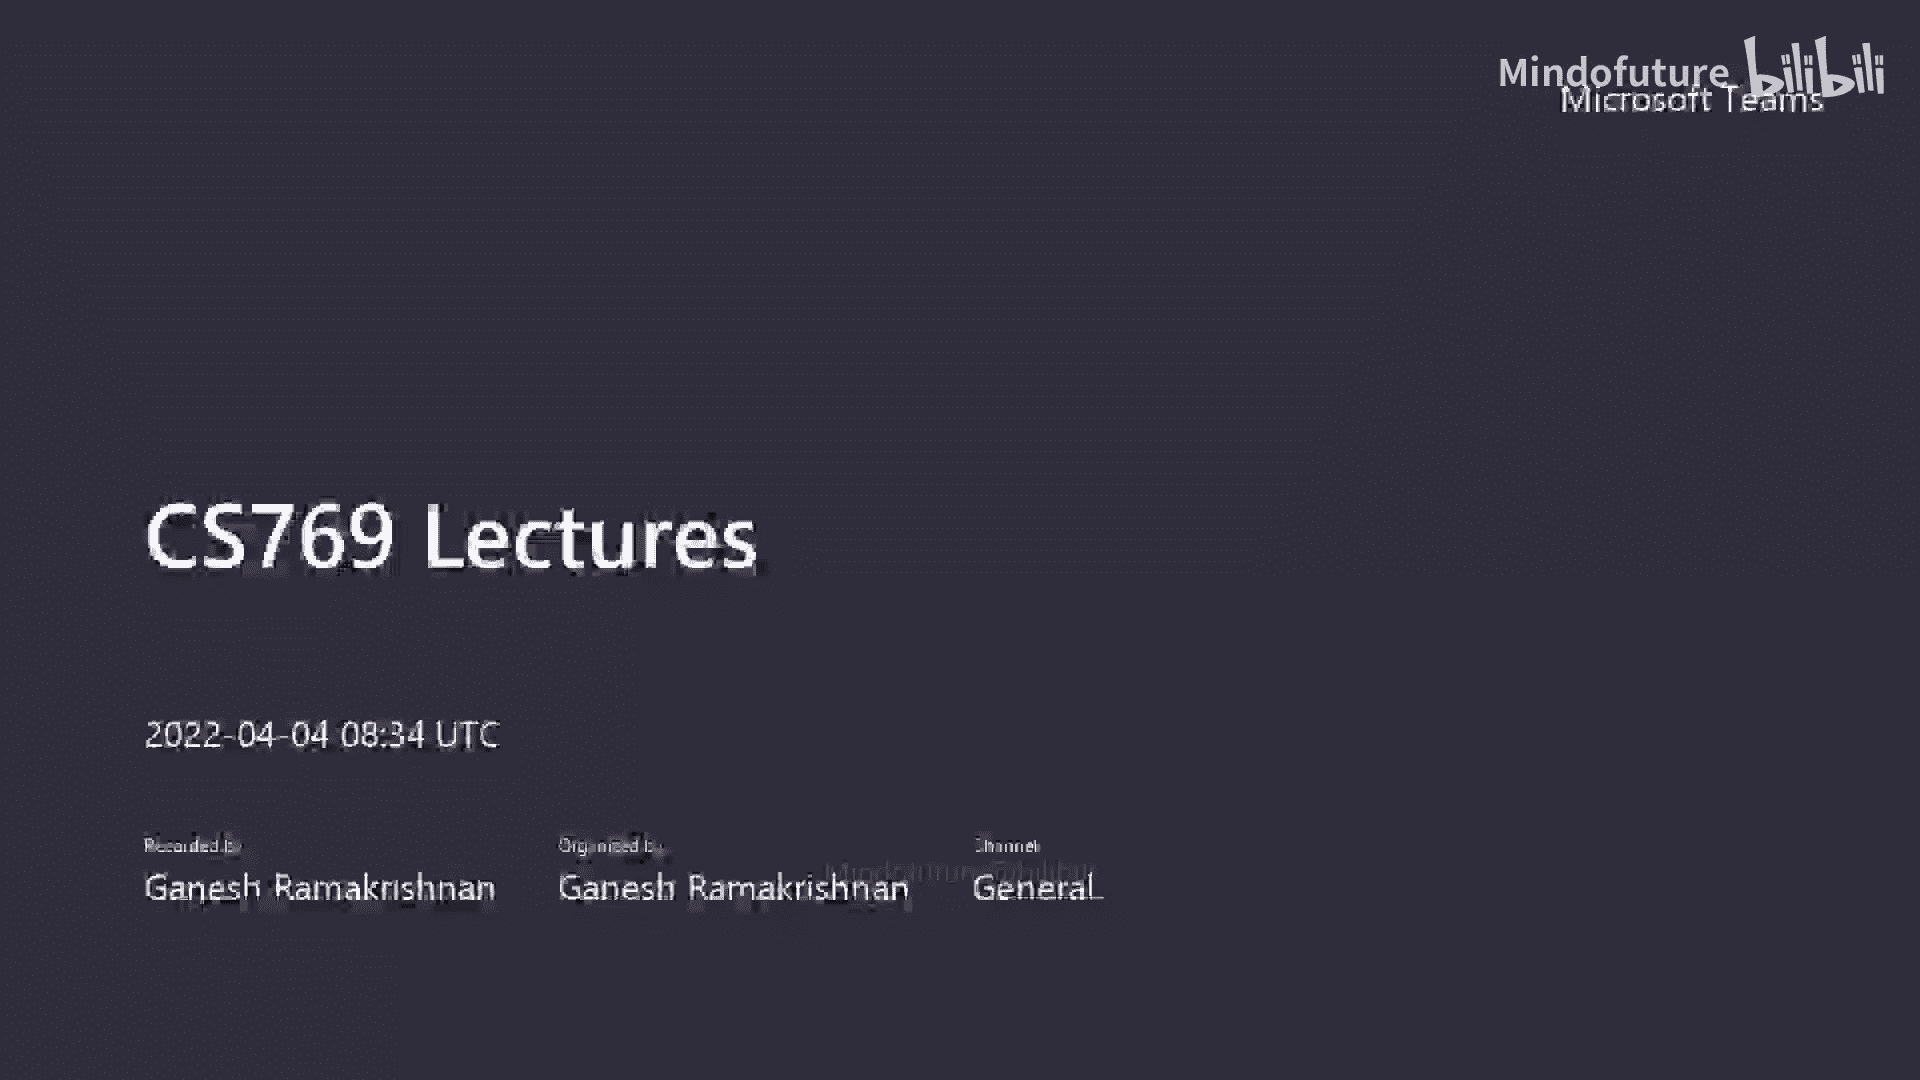 Mindofuture bilibili
Microsoft Teams
CS769 Lectures
2022-04-04 08:34 UTC
Recorded by Organized by Channel
Ganesh Ramakrishnan Ganesh Ramakrishnan General